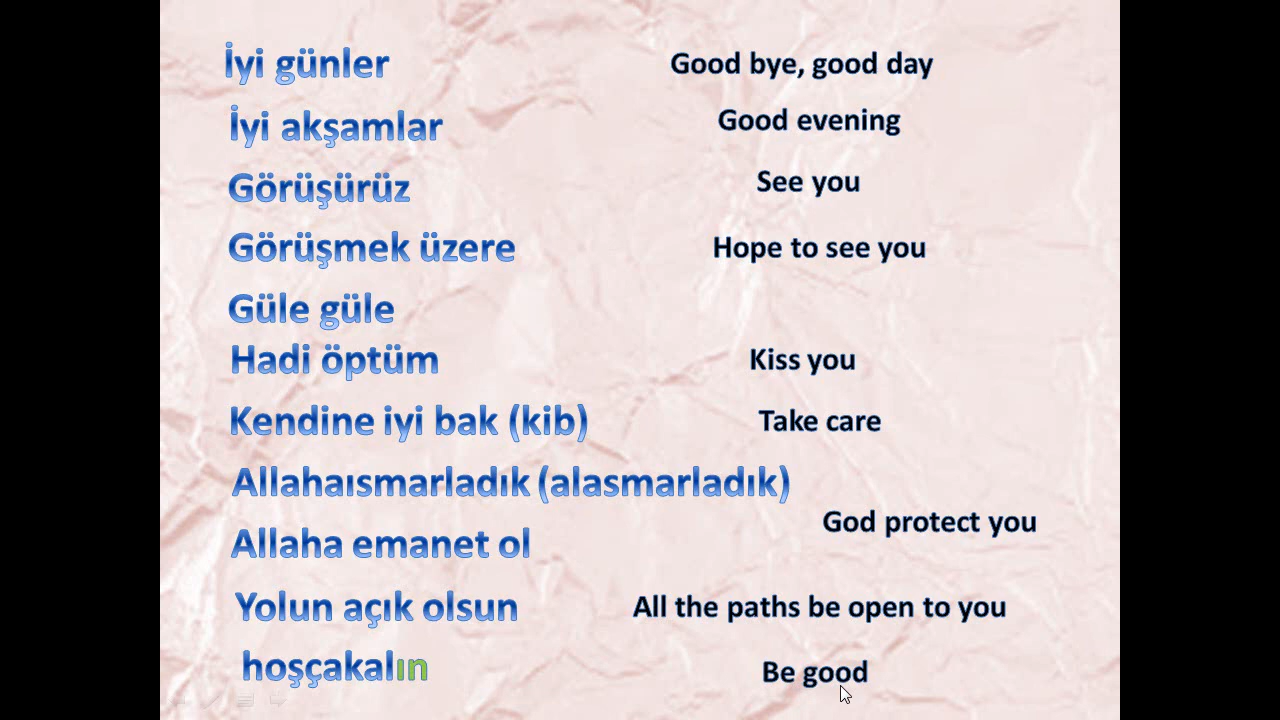 İyi günler Good bye, good day
İyi akşamlar Good evening
Görüşürüz See you
Görüşmek üzere Hope to see you
Güle güle
Hadi öptüm Kiss you
Kendine iyi bak (kib) Take care
Allahaısmarladık (alasmarladık)
God protect you
Allaha emanet ol
Yolun açık olsun All the paths be open to you
hoşçakalın Be good